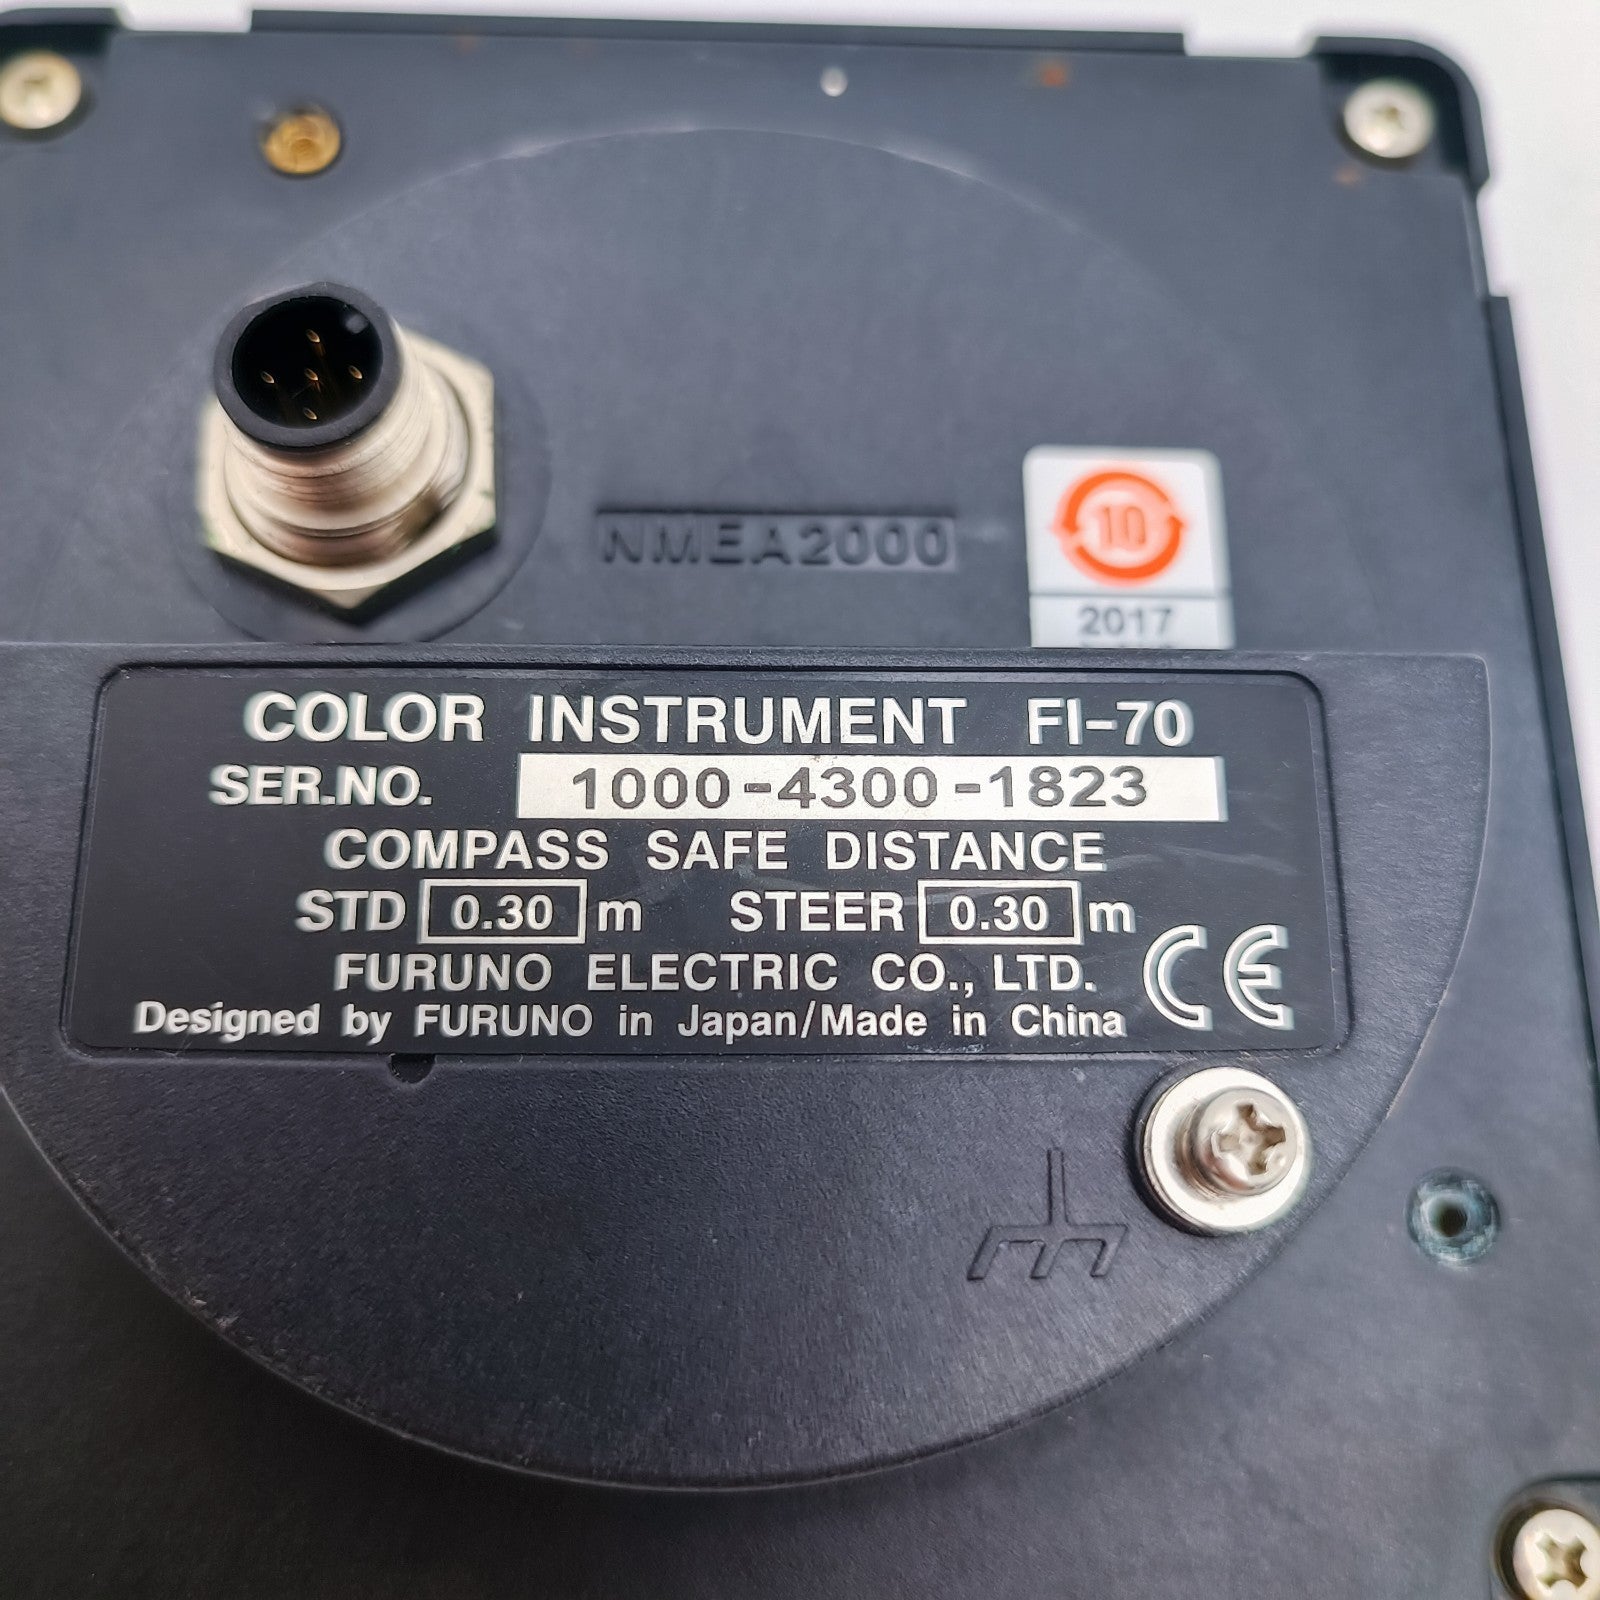 NMEA2000
10
2017
COLOR INSTRUMENT FI-70
SER.NO. 1000-4300-1823
COMPASS SAFE DISTANCE
STD 0.30 m STEER 0.30 m
FURUNO ELECTRIC CO., LTD.
Designed by FURUNO in Japan/Made in China
CE